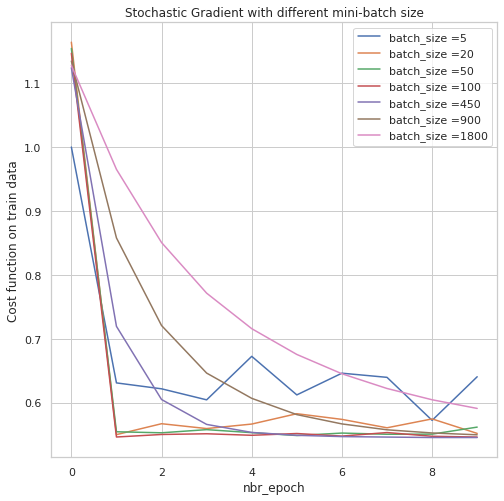 Stochastic Gradient with different mini-batch size
batch_size =5
batch_size =20
batch_size =50
batch_size =100
batch_size =450
batch_size =900
batch_size =1800
Cost function on train data
1.1
1.0
0.9
0.8
0.7
0.6
0
2
4
6
8
nbr_epoch